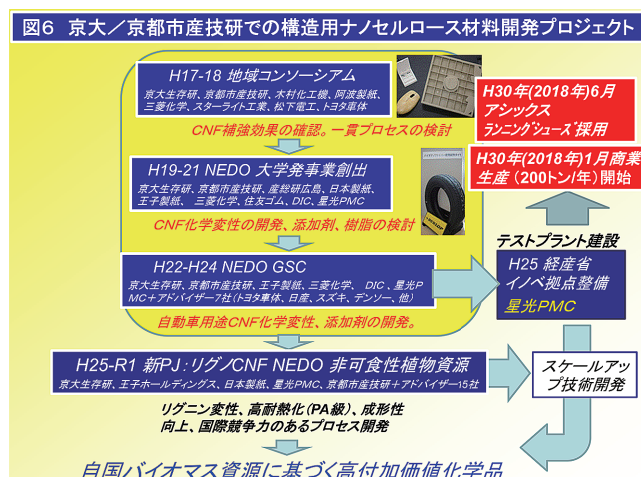 図6 京大／京都市産技研での構造用ナノセルロース材料開発プロジェクト
H17-18 地域コンソーシアム
京大生存研、京都市産技研、木村化工機、阿波製紙、
三菱化学、スターライト工業、松下電工、トヨタ車体
CNF補強効果の確認。一貫プロセスの検討
H19-21 NEDO 大学発事業創出
京大生存研、京都市産技研、産総研広島、日本製紙、
王子製紙、 三菱化学、住友ゴム、DIC、星光PMC
CNF化学変性の開発、添加剤、樹脂の検討
H22-H24 NEDO GSC
京大生存研、京都市産技研、王子製紙、三菱化学、 DIC 、星光P
MC＋アドバイザー7社(トヨタ車体、日産、スズキ、デンソー、他)
自動車用途CNF化学変性、添加剤の開発。
H30年(2018年)6月
アシックス
ランニングシューズ採用
H30年(2018年)1月商業
生産（200トン/年）開始
テストプラント建設
H25 経産省
イノベ拠点整備
星光PMC
H25-R1 新PJ：リグノCNF NEDO 非可食性植物資源
京大生存研、王子ホールディングス、日本製紙、星光PMC、京都市産技研＋アドバイザー15社
スケールアッ
プ技術開発
リグニン変性、高耐熱化(PA級)、成形性
向上、国際競争力のあるプロセス開発
自国バイオマス資源に基づく高付加価値化学品